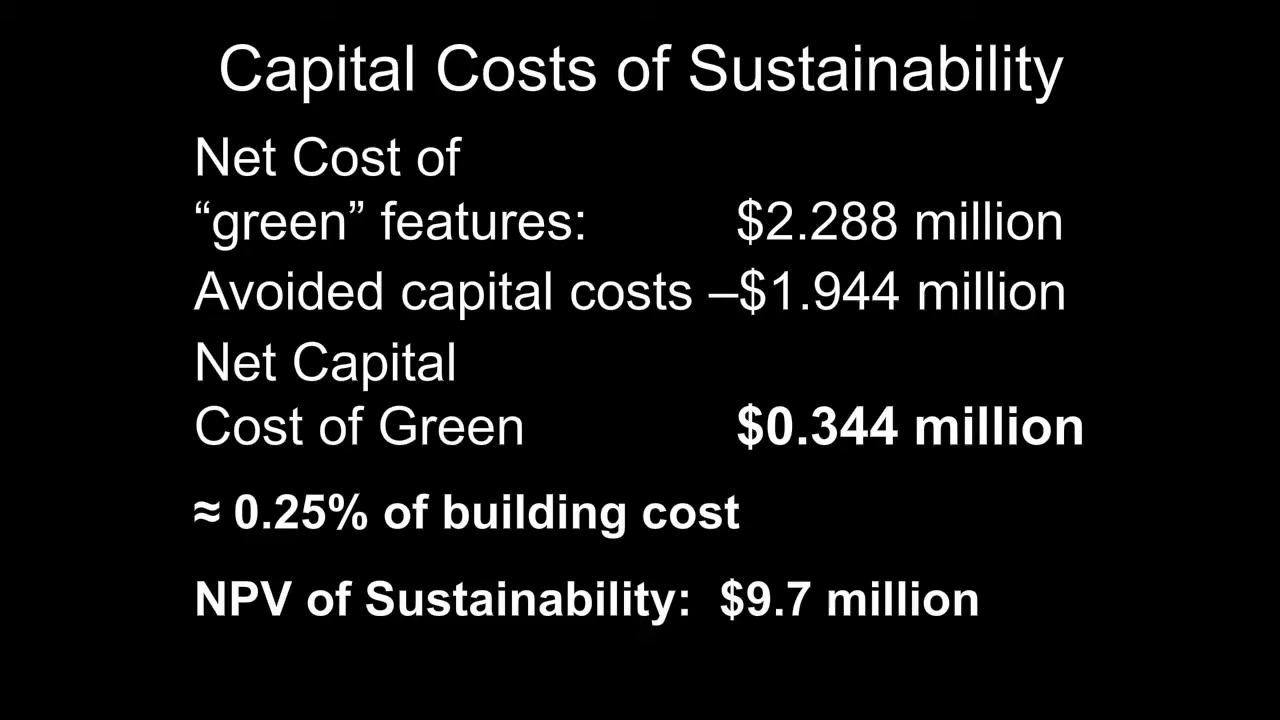 Capital Costs of Sustainability
Net Cost of
“green” features: $2.288 million
Avoided capital costs –$1.944 million
Net Capital
Cost of Green $0.344 million
≈ 0.25% of building cost
NPV of Sustainability: $9.7 million